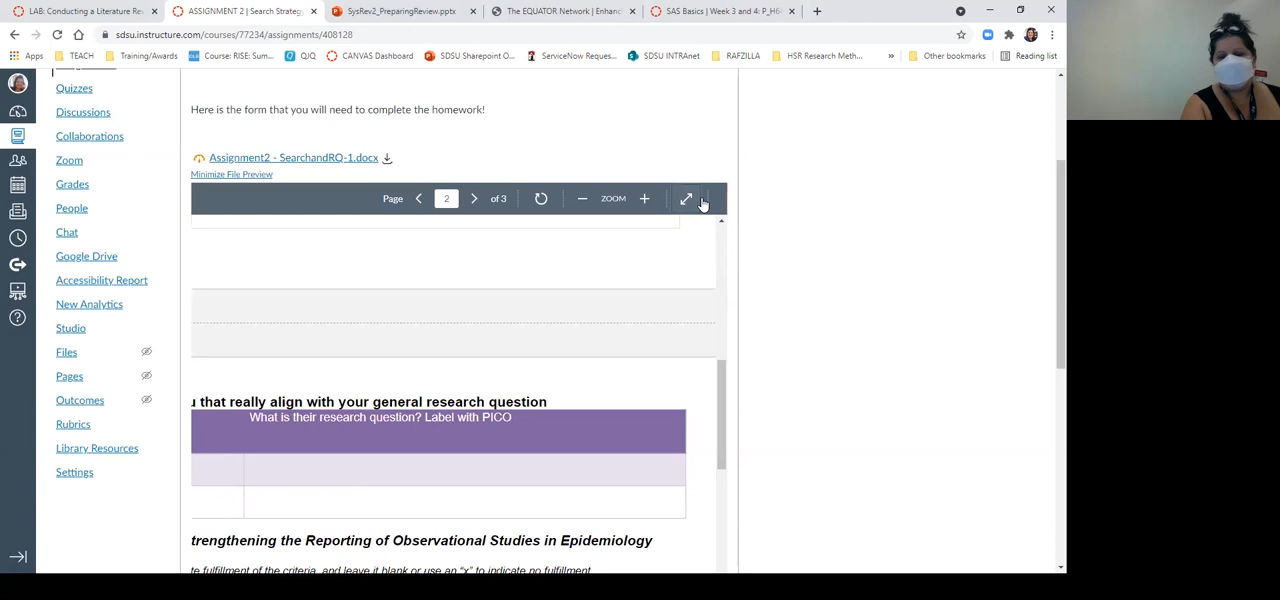 LAB: Conducting a Literature Re
ASSIGNMENT 2 | Search Strategy
SysRev2_PreparingReview.pptx
The EQUATOR Network | Enhanc
SAS Basics | Week 3 and 4: P_H6
sdsu.instructure.com/courses/77234/assignments/408128
Apps
TEACH
Training/Awards
Course: RISE: Sum...
QJQ
CANVAS Dashboard
SDSU Sharepoint O...
ServiceNow Reques...
SDSU INTRAnet
RAFZILLA
HSR Research Meth...
»
Other bookmarks
Reading list
Quizzes
Discussions
Collaborations
Zoom
Grades
People
Chat
Google Drive
Accessibility Report
New Analytics
Studio
Files
Pages
Outcomes
Rubrics
Library Resources
Settings
Here is the form that you will need to complete the homework!
Assignment2 - SearchandRQ-1.docx
Minimize File Preview
Page 2 of 3 ZOOM
u that really align with your general research question
What is their research question? Label with PICO
trengthening the Reporting of Observational Studies in Epidemiology
te fulfillment of the criteria, and leave it blank or use an "x" to indicate no fulfillment